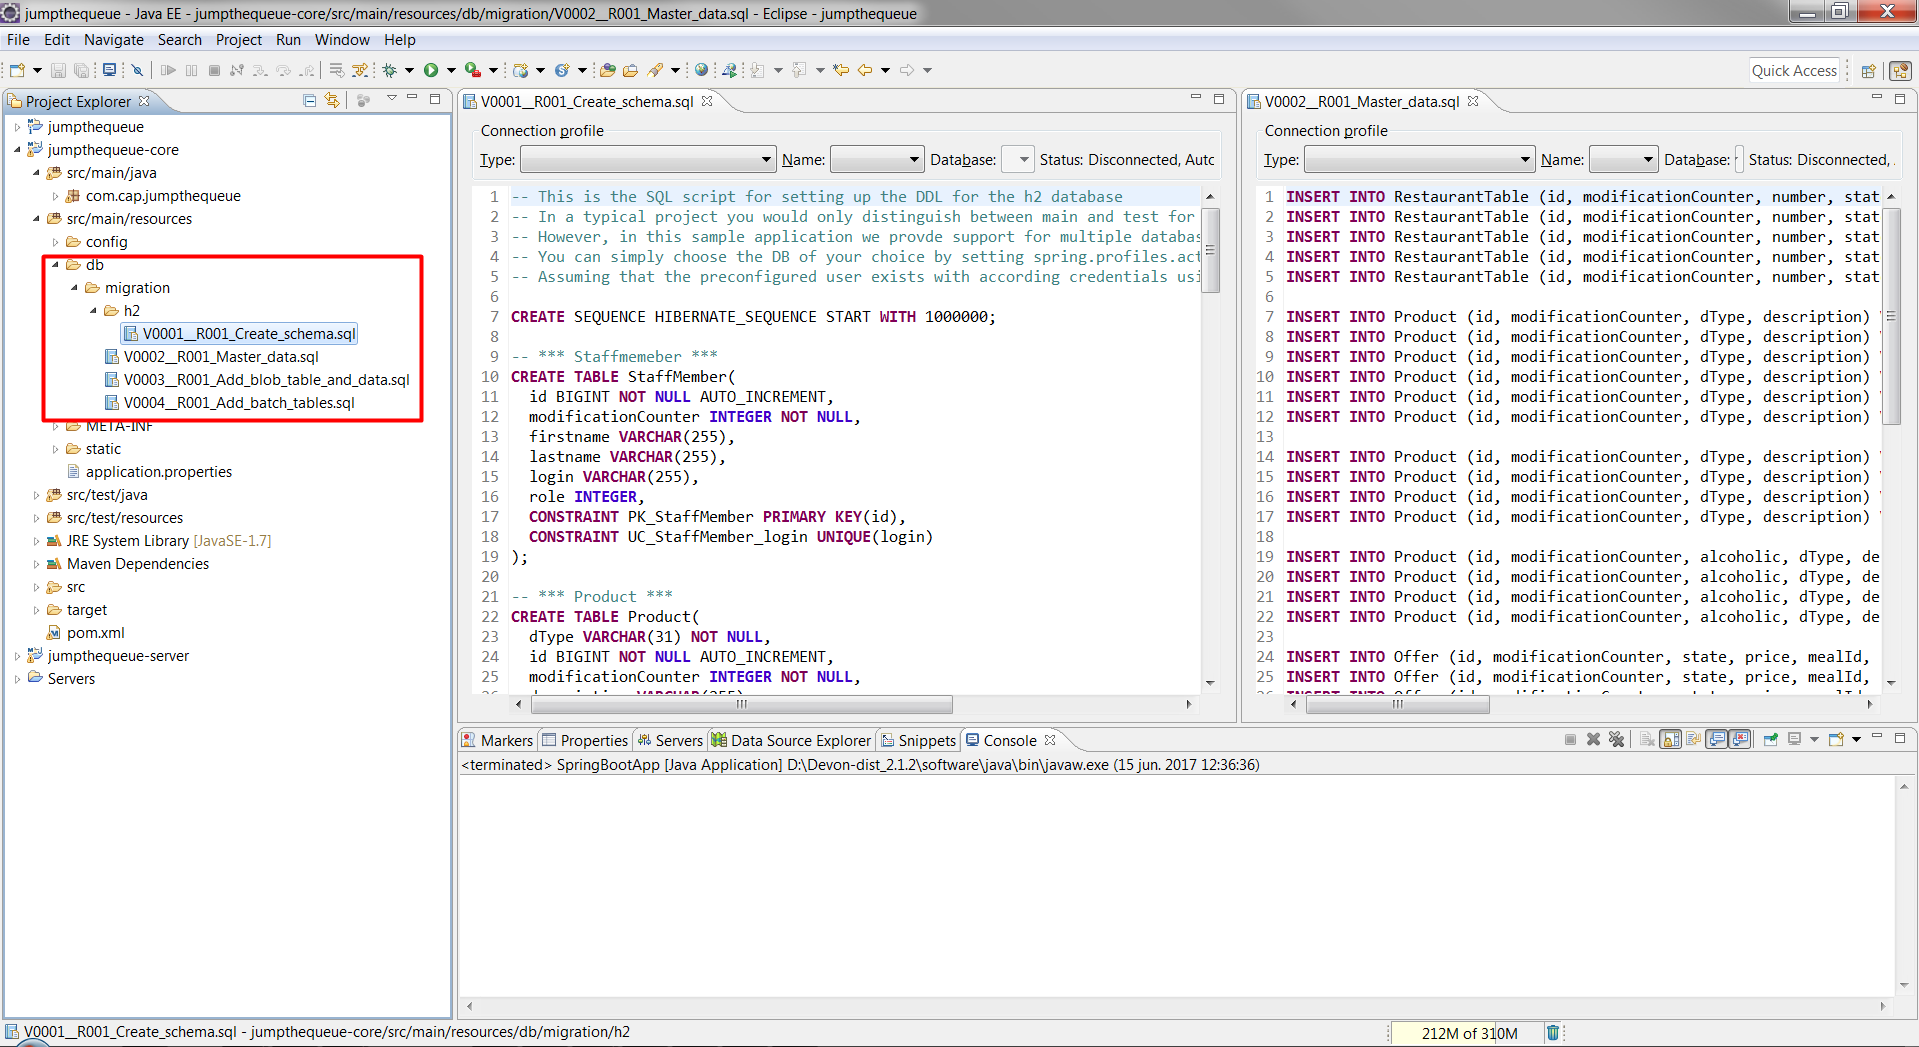 jumpthequeue - Java EE - jumpthequeue-core/src/main/resources/db/migration/V0002__R001_Master_data.sql - Eclipse - jumpthequeue
File Edit Navigate Search Project Run Window Help
Quick Access
Project Explorer
jumpthequeue
jumpthequeue-core
src/main/java
com.cap.jumpthequeue
src/main/resources
config
db
migration
h2
V0001__R001_Create_schema.sql
V0002__R001_Master_data.sql
V0003__R001_Add_blob_table_and_data.sql
V0004__R001_Add_batch_tables.sql
META-INF
static
application.properties
src/test/java
src/test/resources
JRE System Library [JavaSE-1.7]
Maven Dependencies
src
target
pom.xml
jumpthequeue-server
Servers
V0001__R001_Create_schema.sql
Connection profile
Type: Name: Database: Status: Disconnected, Autc
1 -- This is the SQL script for setting up the DDL for the h2 database
2 -- In a typical project you would only distinguish between main and test for
3 -- However, in this sample application we provde support for multiple databas
4 -- You can simply choose the DB of your choice by setting spring.profiles.act
5 -- Assuming that the preconfigured user exists with according credentials usi
6
7 CREATE SEQUENCE HIBERNATE_SEQUENCE START WITH 1000000;
8
9 -- *** Staffmemeber ***
10 CREATE TABLE StaffMember(
11 id BIGINT NOT NULL AUTO_INCREMENT,
12 modificationCounter INTEGER NOT NULL,
13 firstname VARCHAR(255),
14 lastname VARCHAR(255),
15 login VARCHAR(255),
16 role INTEGER,
17 CONSTRAINT PK_StaffMember PRIMARY KEY(id),
18 CONSTRAINT UC_StaffMember_login UNIQUE(login)
19 );
20
21 -- *** Product ***
22 CREATE TABLE Product(
23 dType VARCHAR(31) NOT NULL,
24 id BIGINT NOT NULL AUTO_INCREMENT,
25 modificationCounter INTEGER NOT NULL,
V0002__R001_Master_data.sql
Connection profile
Type: Name: Database: Status: Disconnected,
1 INSERT INTO RestaurantTable (id, modificationCounter, number, stat
2 INSERT INTO RestaurantTable (id, modificationCounter, number, stat
3 INSERT INTO RestaurantTable (id, modificationCounter, number, stat
4 INSERT INTO RestaurantTable (id, modificationCounter, number, stat
5 INSERT INTO RestaurantTable (id, modificationCounter, number, stat
6
7 INSERT INTO Product (id, modificationCounter, dType, description)
8 INSERT INTO Product (id, modificationCounter, dType, description)
9 INSERT INTO Product (id, modificationCounter, dType, description)
10 INSERT INTO Product (id, modificationCounter, dType, description)
11 INSERT INTO Product (id, modificationCounter, dType, description)
12 INSERT INTO Product (id, modificationCounter, dType, description)
13
14 INSERT INTO Product (id, modificationCounter, dType, description)
15 INSERT INTO Product (id, modificationCounter, dType, description)
16 INSERT INTO Product (id, modificationCounter, dType, description)
17 INSERT INTO Product (id, modificationCounter, dType, description)
18
19 INSERT INTO Product (id, modificationCounter, alcoholic, dType, de
20 INSERT INTO Product (id, modificationCounter, alcoholic, dType, de
21 INSERT INTO Product (id, modificationCounter, alcoholic, dType, de
22 INSERT INTO Product (id, modificationCounter, alcoholic, dType, de
23
24 INSERT INTO Offer (id, modificationCounter, state, price, mealId,
25 INSERT INTO Offer (id, modificationCounter, state, price, mealId,
Markers Properties Servers Data Source Explorer Snippets Console
<terminated> SpringBootApp [Java Application] D:\Devon-dist_2.1.2\software\java\bin\javaw.exe (15 jun. 2017 12:36:36)
V0001__R001_Create_schema.sql - jumpthequeue-core/src/main/resources/db/migration/h2
212M of 310M